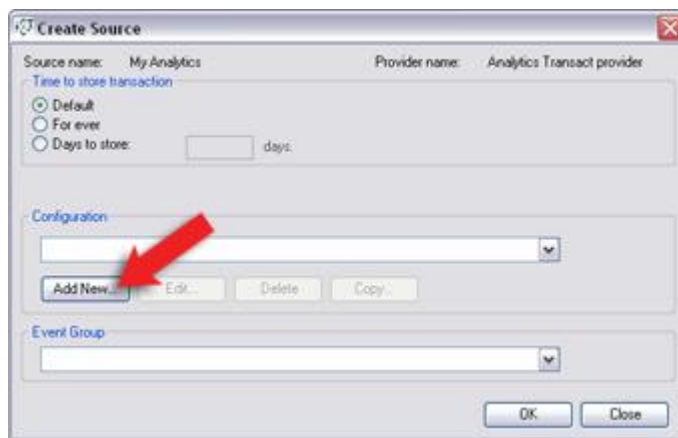 Create Source
Source name: My Analytics Provider name: Analytics Transact provider
Time to store transaction
Default
For ever
Days to store: days.
Configuration
Add New... Edit... Delete Copy...
Event Group
OK Close